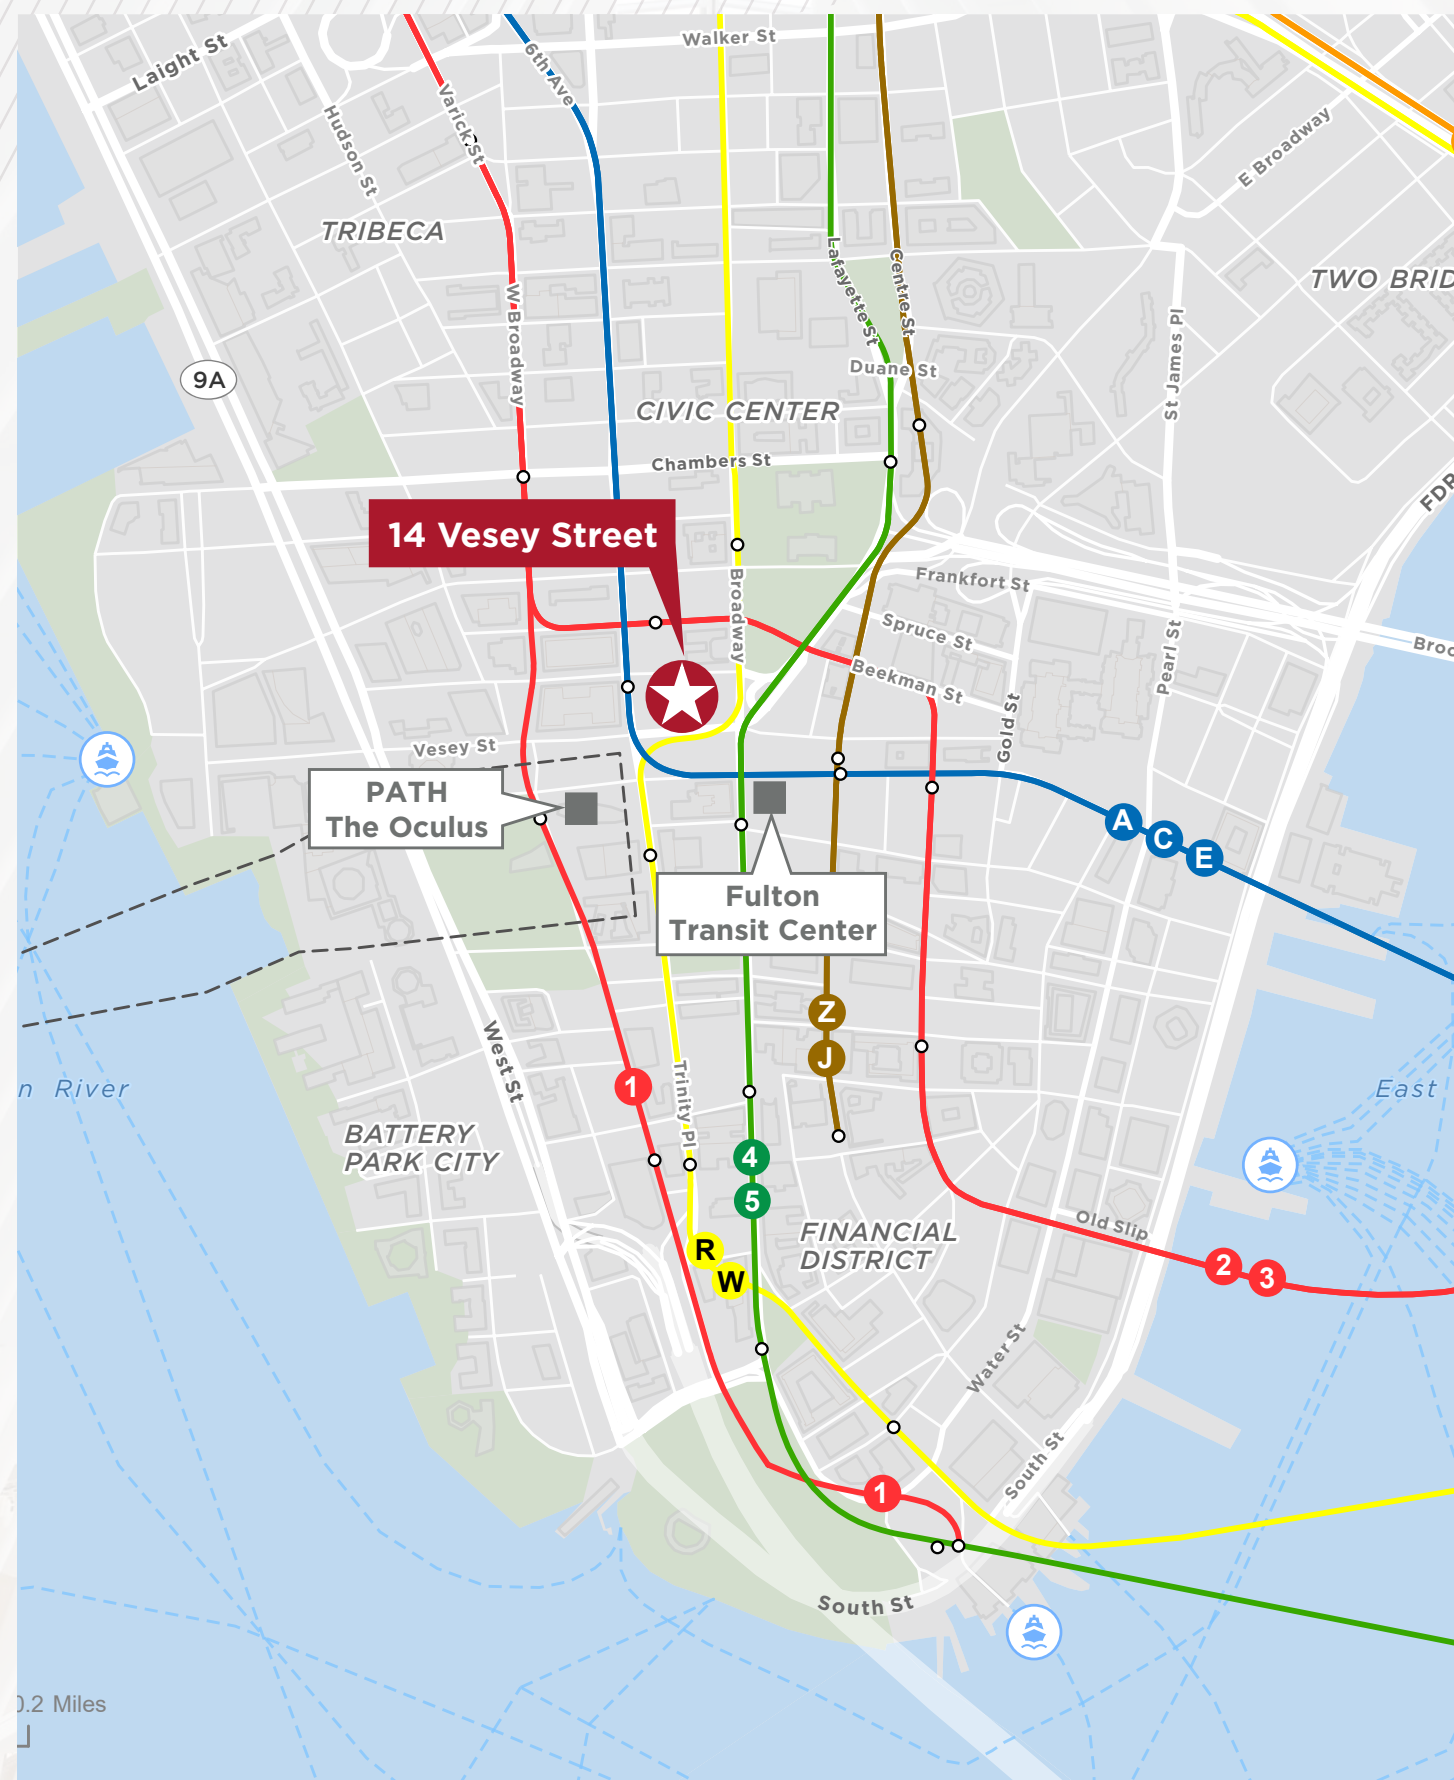 Laight St
6th Ave
Walker St
Varick St
Hudson St
E Broadway
TRIBECA
Lafayette St
Centre St
W Broadway
St James Pl
9A
Duane St
CIVIC CENTER
Chambers St
14 Vesey Street
Broadway
Frankfort St
Spruce St
Beekman St
Pearl St
Gold St
Vesey St
PATH
The Oculus
A
C
E
Fulton
Transit Center
Z
J
West St
1
Trinity Pl
River
East
BATTERY
PARK CITY
4
5
Old Slip
FINANCIAL
DISTRICT
R
W
2
3
Water St
South St
1
South St
0.2 Miles
TWO BRID
FDR
Broo
n